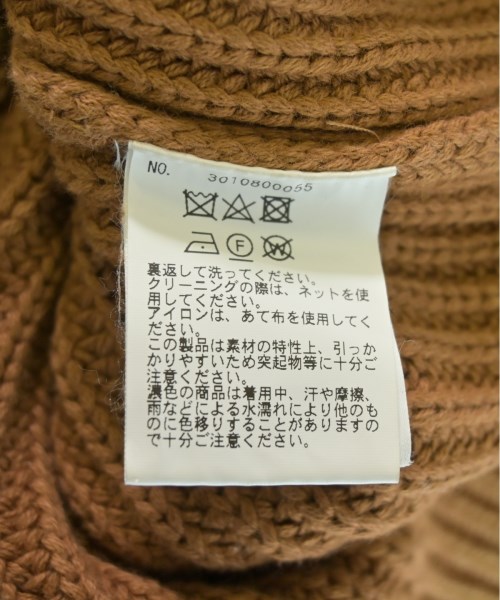 NO. 3010800055
F W
裏返して洗ってください。
クリーニングの際は、ネットを使
用してください。
アイロンは、あて布を使用してく
ださい。
この製品は素材の特性上、引っか
かりやすいため突起物等に十分ご
注意ください。
濃色の商品は着用中、汗や摩擦、
雨などによる水濡れにより他のも
のに色移りすることがありますの
で十分ご注意ください。